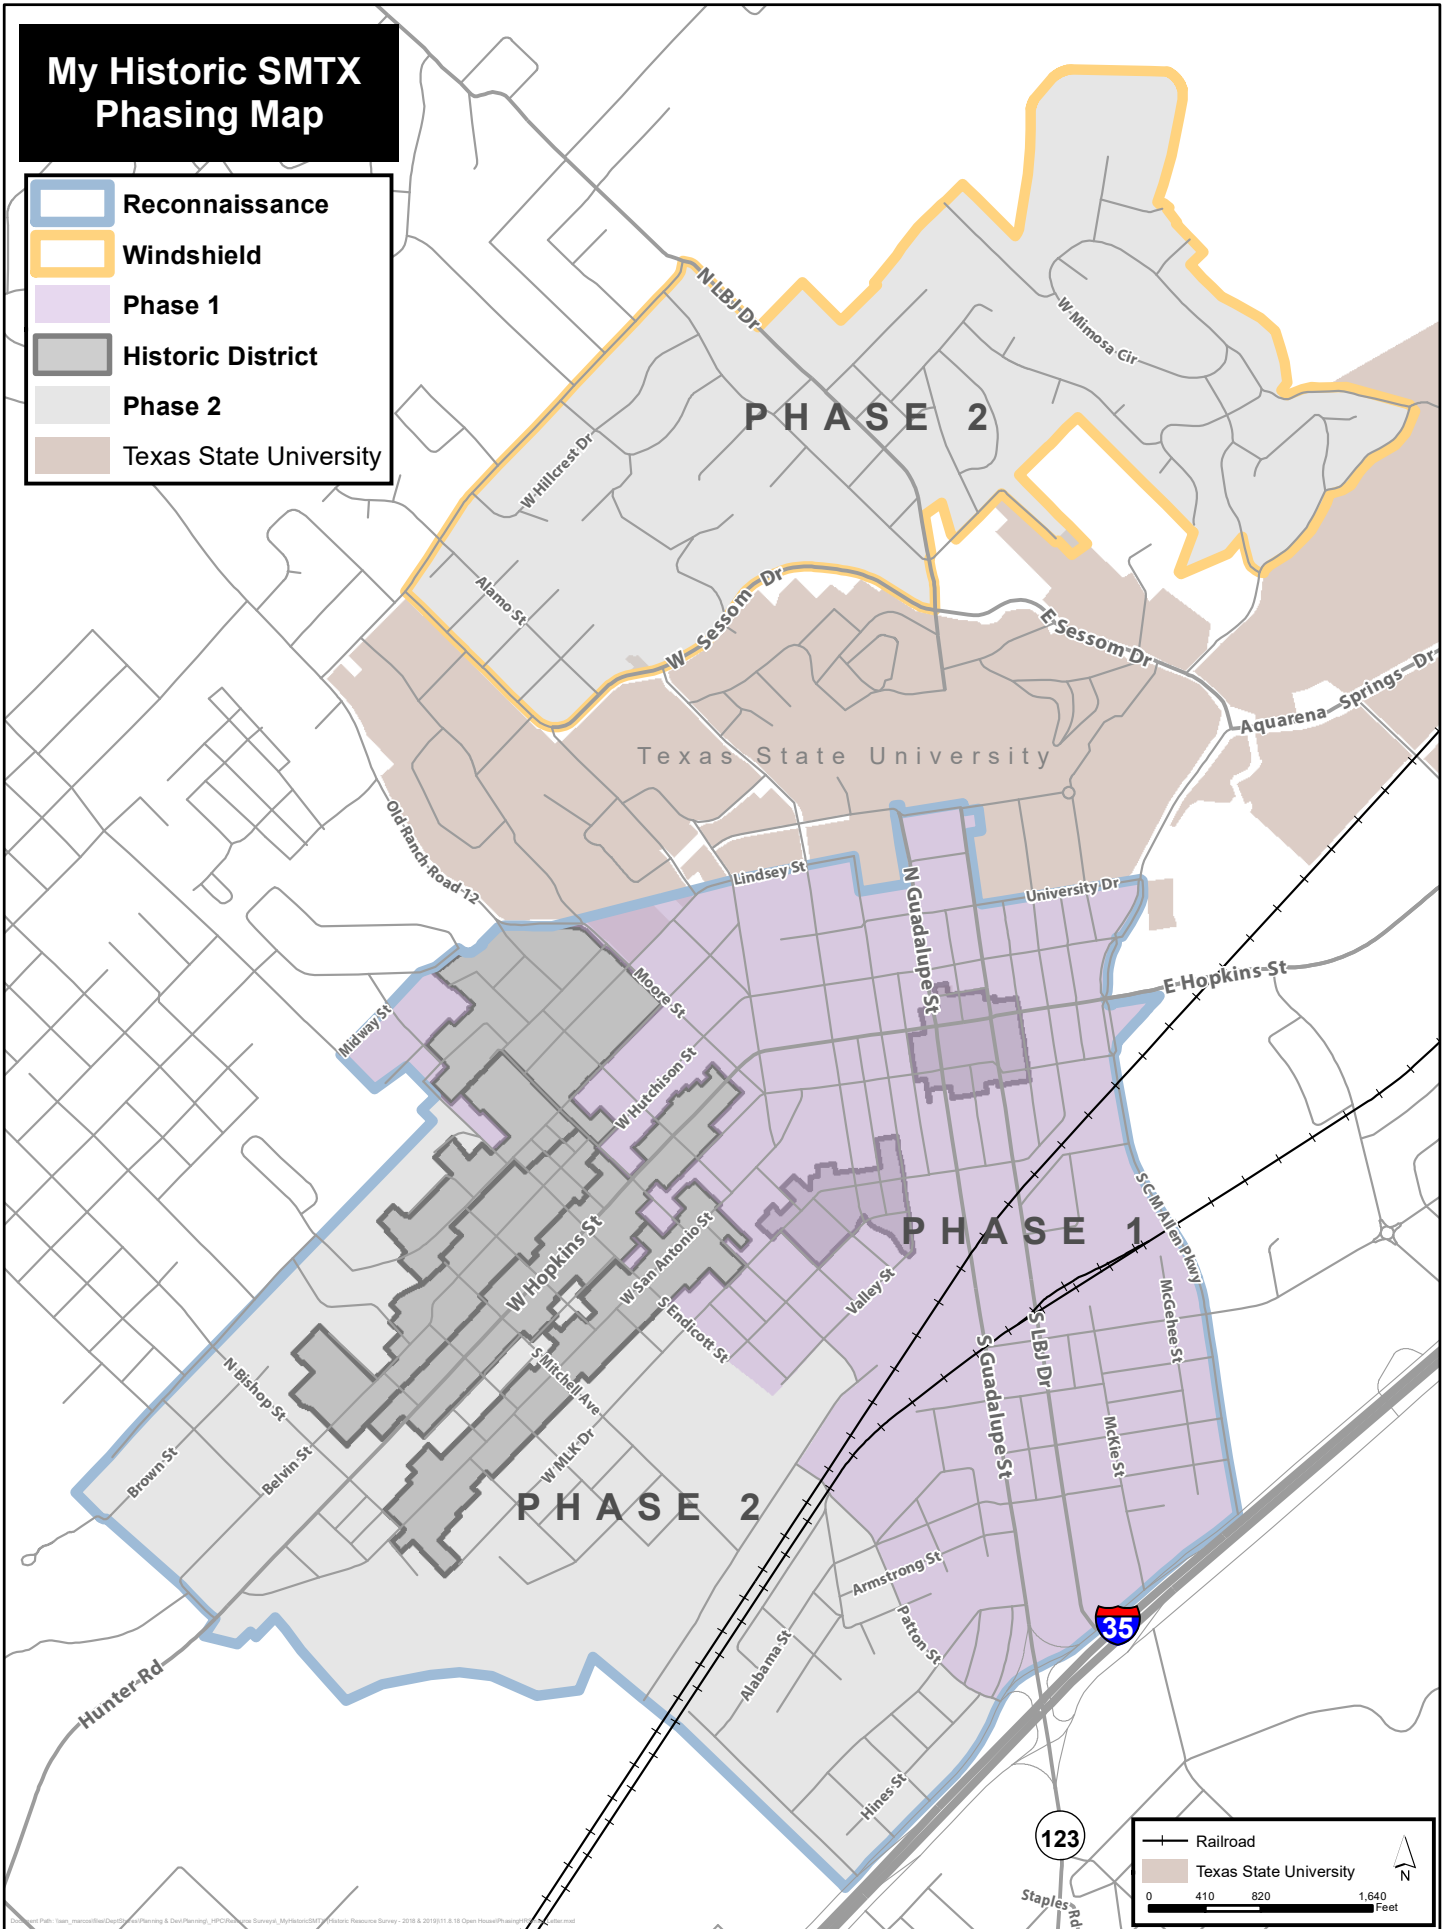 My Historic SMTX
Phasing Map
Reconnaissance
Windshield
Phase 1
Historic District
Phase 2
Texas State University
N LBJ Dr
W Mimosa Cir
PHASE 2
W Hillcrest Dr
Alamo St
W Sessom Dr
E Sessom Dr
Aquarena Springs Dr
Texas State University
Old Ranch Road 12
Lindsey St
University Dr
N Guadalupe St
E Hopkins St
Moore St
Midway St
W Hutchison St
S C M Allen Pkwy
PHASE 1
W Hopkins St
W San Antonio St
Valley St
McGehee St
S Endicott St
S LBJ Dr
S Guadalupe St
N Bishop St
S Mitchell Ave
McKie St
Brown St
Belvin St
W MLK Dr
PHASE 2
Armstrong St
Patton St
35
Alabama St
Hunter Rd
Hines St
123
Staples Rd
Railroad
Texas State University
N
0 410 820 1,640
Feet